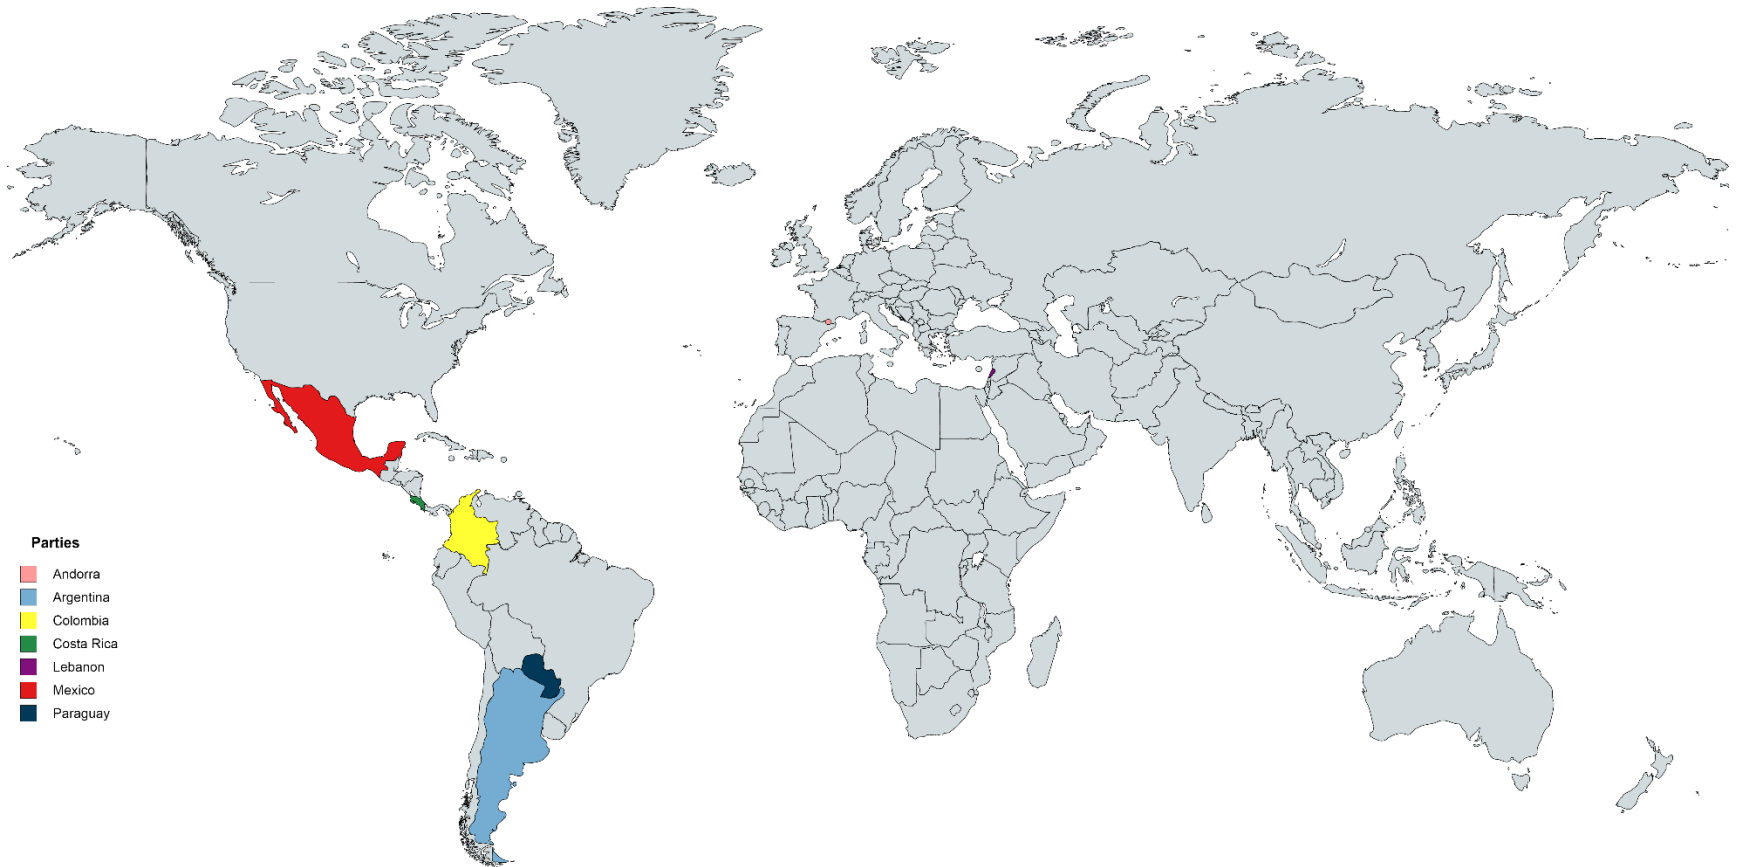 Parties
Andorra
Argentina
Colombia
Costa Rica
Lebanon
Mexico
Paraguay